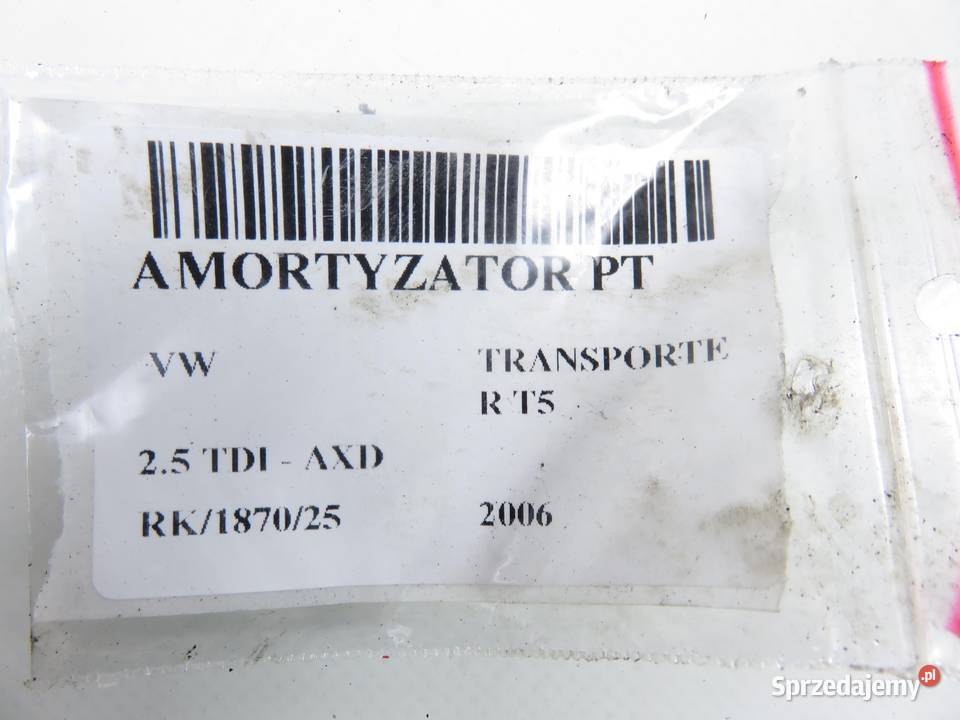 AMORTYZATOR PT
VW
TRANSPORTE
R T5
2.5 TDI - AXD
RK/1870/25
2006
Sprzedajemy.pl